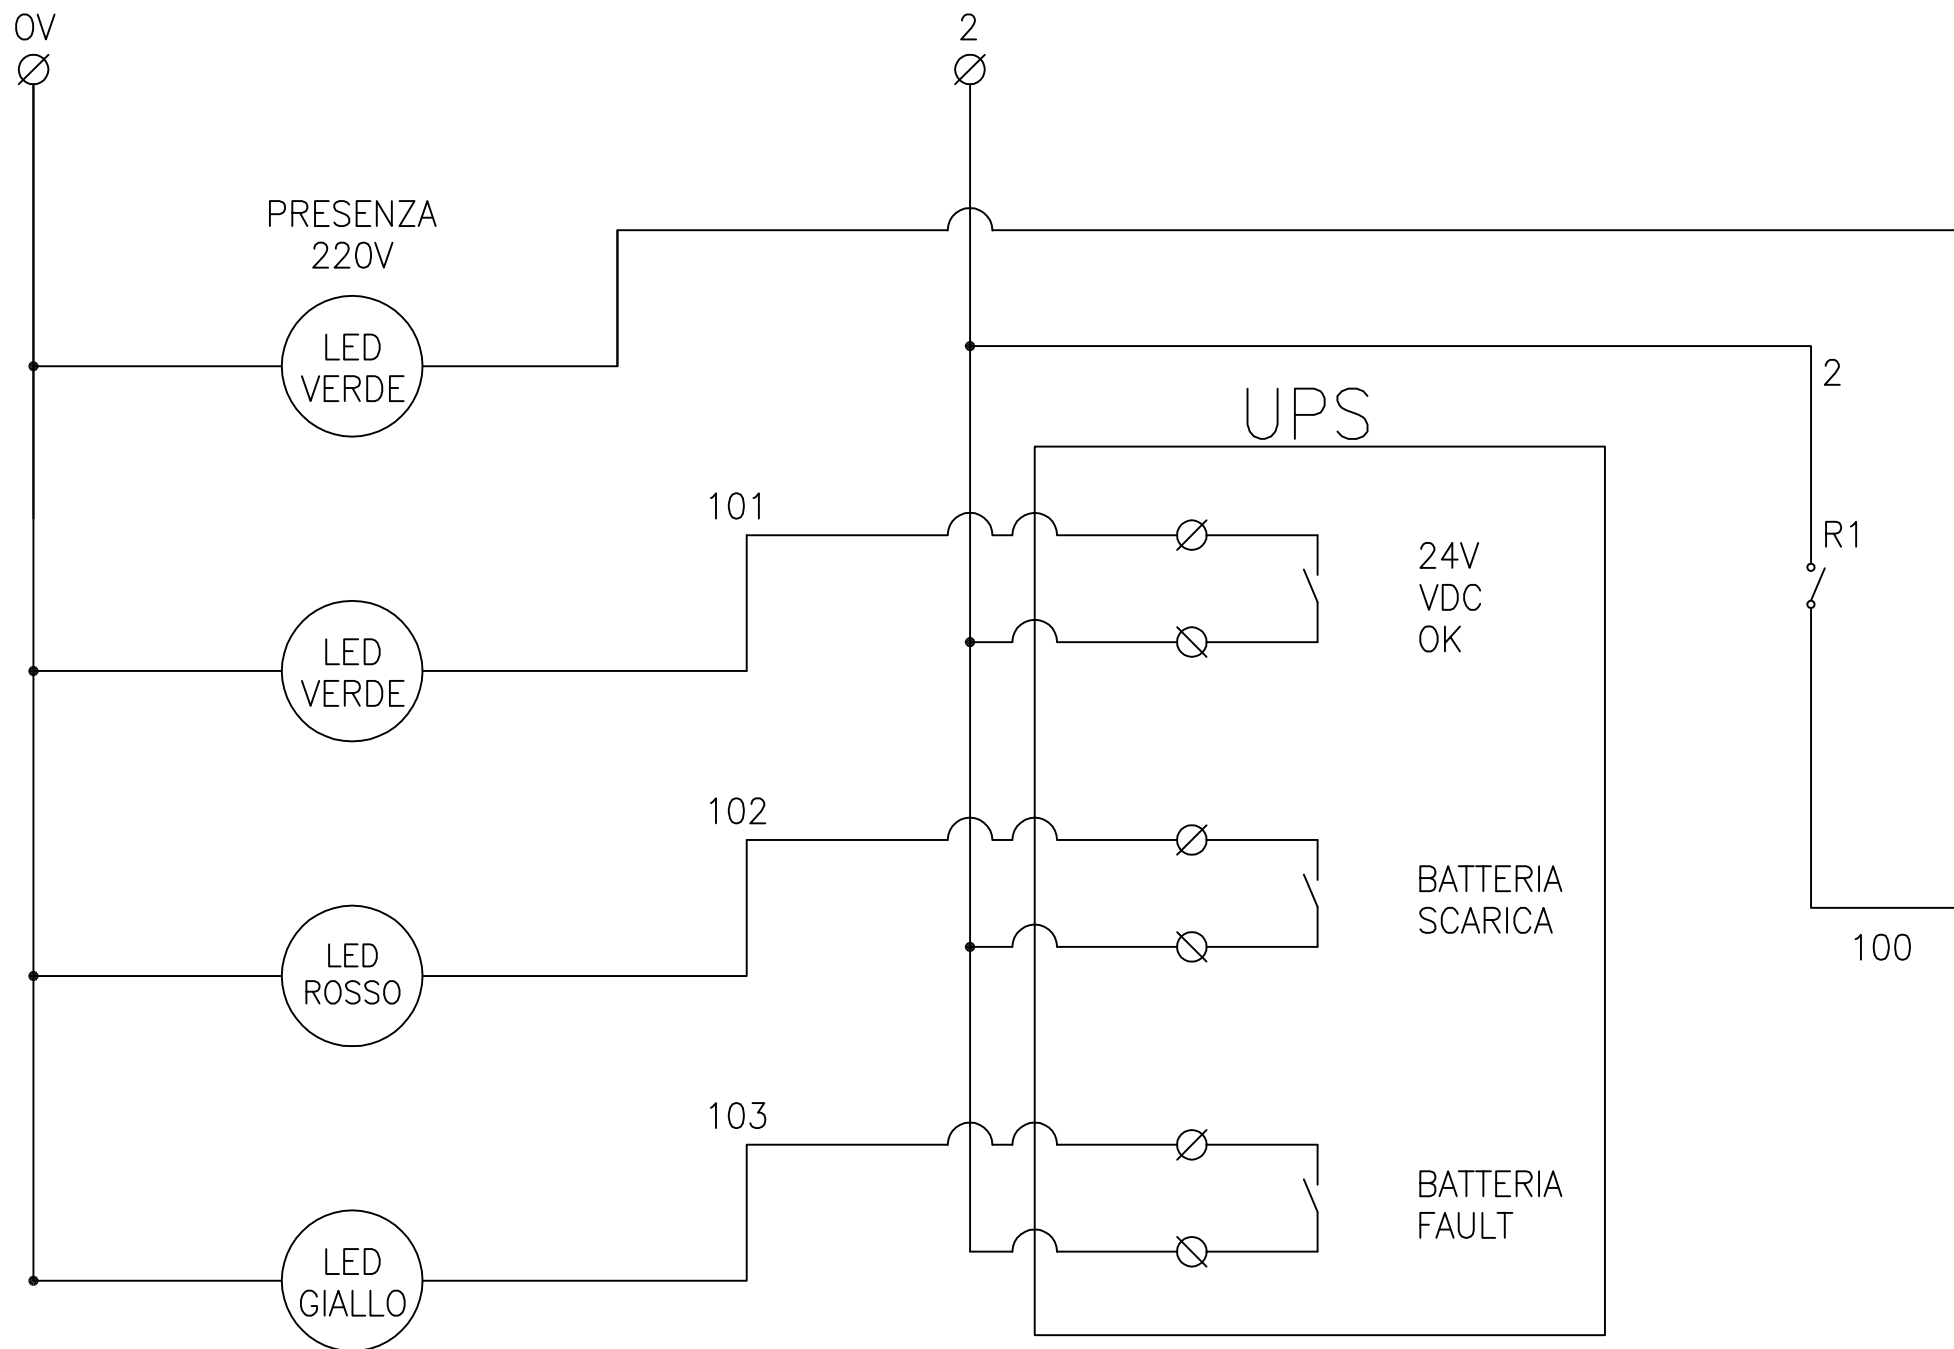 0V
2
PRESENZA
220V
LED
VERDE
2
UPS
101
R1
24V
VDC
OK
LED
VERDE
102
BATTERIA
SCARICA
100
LED
ROSSO
103
BATTERIA
FAULT
LED
GIALLO